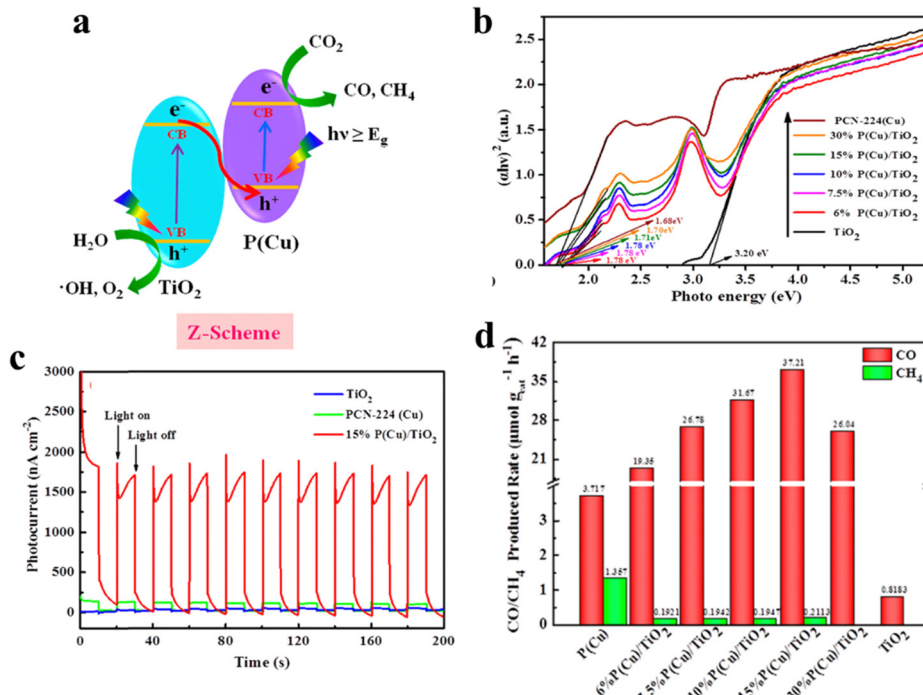 a
CO₂
e⁻
CB
CO, CH₄
e⁻
CB
hν ≥ E_g
VB
h⁺
P(Cu)
VB
h⁺
H₂O
·OH, O₂
TiO₂
Z-Scheme
b
(αhν)² (a.u.)
2.5
2.0
1.5
1.0
0.5
0.0
PCN-224(Cu)
30% P(Cu)/TiO₂
15% P(Cu)/TiO₂
10% P(Cu)/TiO₂
7.5% P(Cu)/TiO₂
6% P(Cu)/TiO₂
TiO₂
1.68eV
1.70eV
1.71eV
1.78 eV
1.78 eV
1.78 eV
3.20 eV
2.0 2.5 3.0 3.5 4.0 4.5 5.0
Photo energy (eV)
c
Photocurrent (nA cm⁻²)
3000
2500
2000
1500
1000
500
0
TiO₂
PCN-224 (Cu)
15% P(Cu)/TiO₂
Light on
Light off
0 20 40 60 80 100 120 140 160 180 200
Time (s)
d
CO/CH₄ Produced Rate (μmol g_cat⁻¹ h⁻¹)
42
35
28
21
3
2
1
0
CO
CH₄
3.717
1.357
19.36
0.1921
26.78
0.1942
31.67
0.1947
37.21
0.2113
26.04
0.8183
P(Cu)
6%P(Cu)/TiO₂
.5%P(Cu)/TiO₂
10%P(Cu)/TiO₂
15%P(Cu)/TiO₂
30%P(Cu)/TiO₂
TiO₂